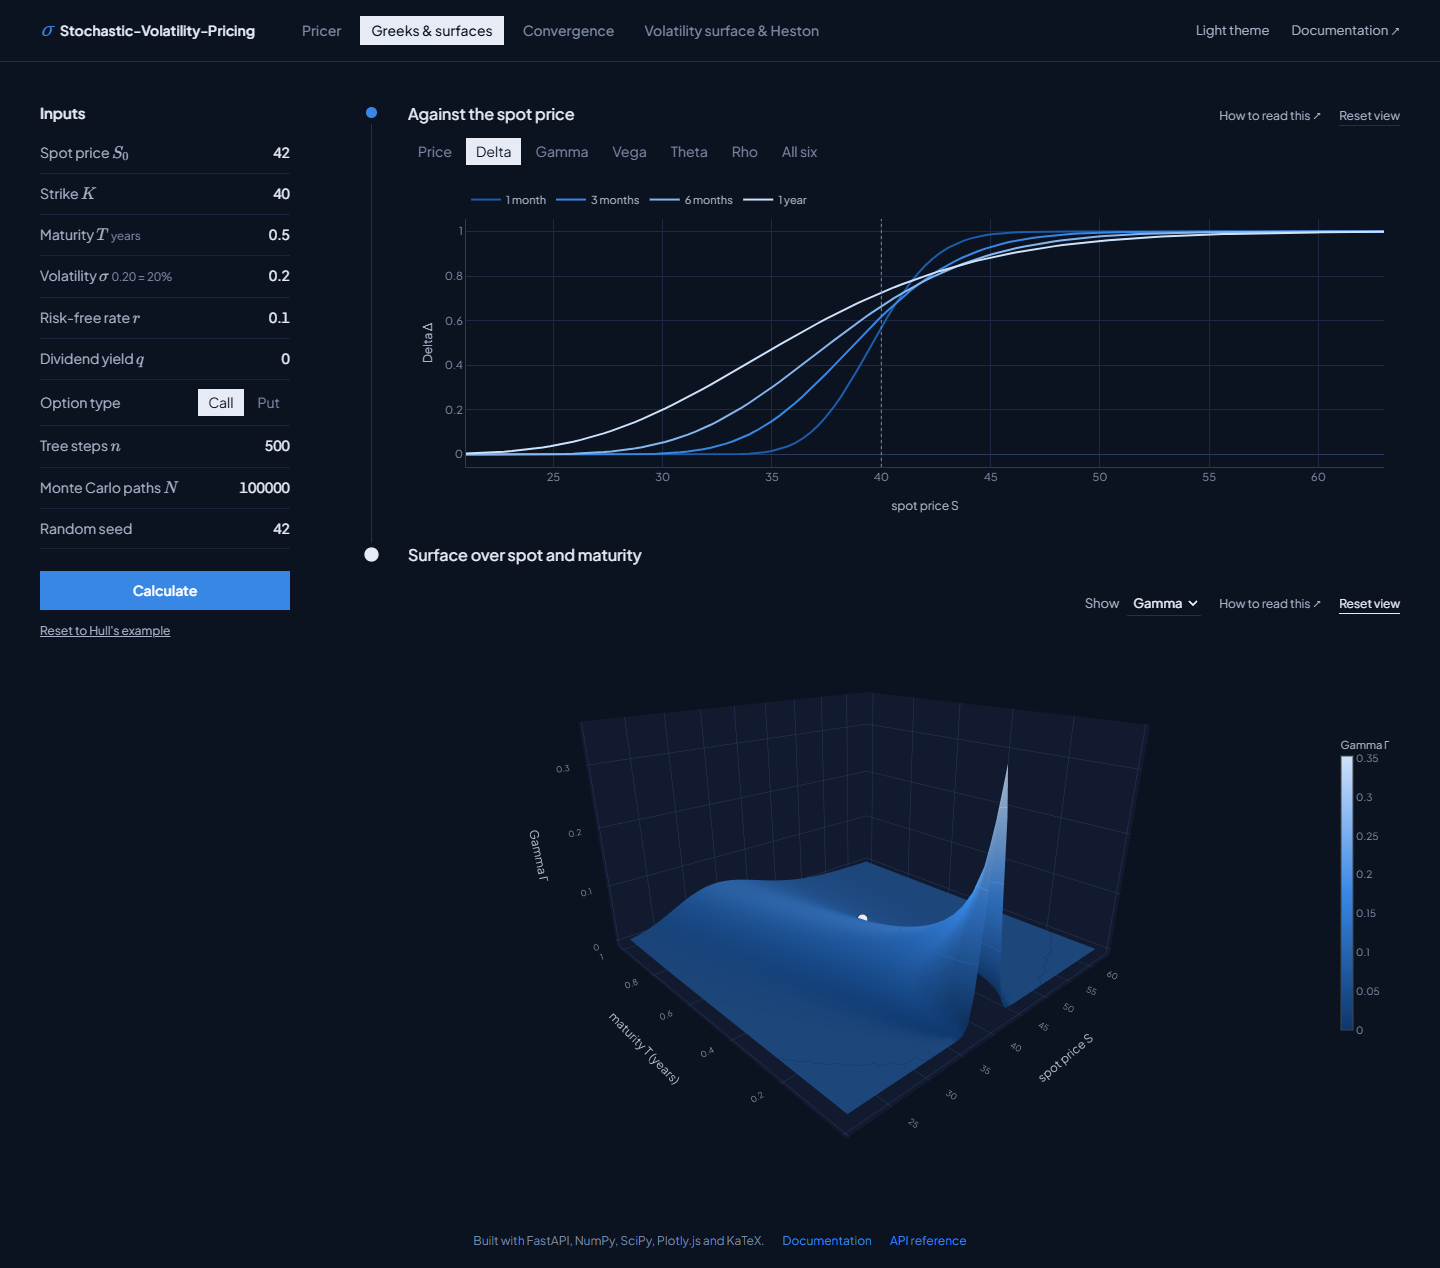 σ Stochastic-Volatility-Pricing Pricer Greeks & surfaces Convergence Volatility surface & Heston Light theme Documentation ↗
Inputs
Spot price S₀ 42
Strike K 40
Maturity T years 0.5
Volatility σ 0.20 = 20% 0.2
Risk-free rate r 0.1
Dividend yield q 0
Option type Call Put
Tree steps n 500
Monte Carlo paths N 100000
Random seed 42
Calculate
Reset to Hull's example
Against the spot price How to read this ↗ Reset view
Price Delta Gamma Vega Theta Rho All six
1 month 3 months 6 months 1 year
1
0.8
0.6
0.4
0.2
0
Delta Δ
25 30 35 40 45 50 55 60
spot price S
Surface over spot and maturity
Show Gamma How to read this ↗ Reset view
0.3
0.2
0.1
0
Gamma Γ
1
0.8
0.6
0.4
0.2
maturity T (years)
25
30
35
40
45
50
55
60
spot price S
Gamma Γ
0.35
0.3
0.25
0.2
0.15
0.1
0.05
0
Built with FastAPI, NumPy, SciPy, Plotly.js and KaTeX. Documentation API reference